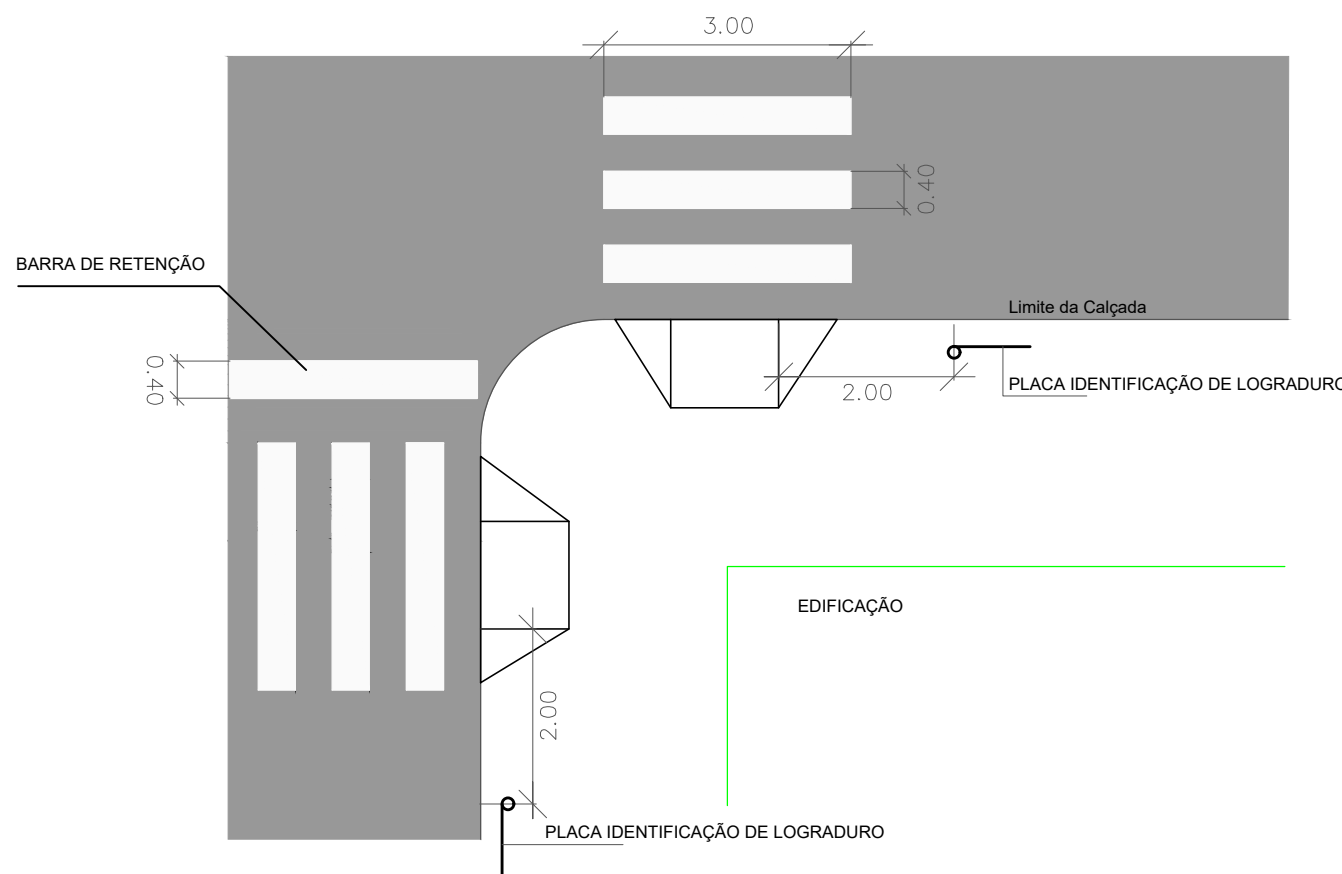 3.00
0.40
BARRA DE RETENÇÃO
Limite da Calçada
0.40
2.00
PLACA IDENTIFICAÇÃO DE LOGRADURO
EDIFICAÇÃO
2.00
PLACA IDENTIFICAÇÃO DE LOGRADURO